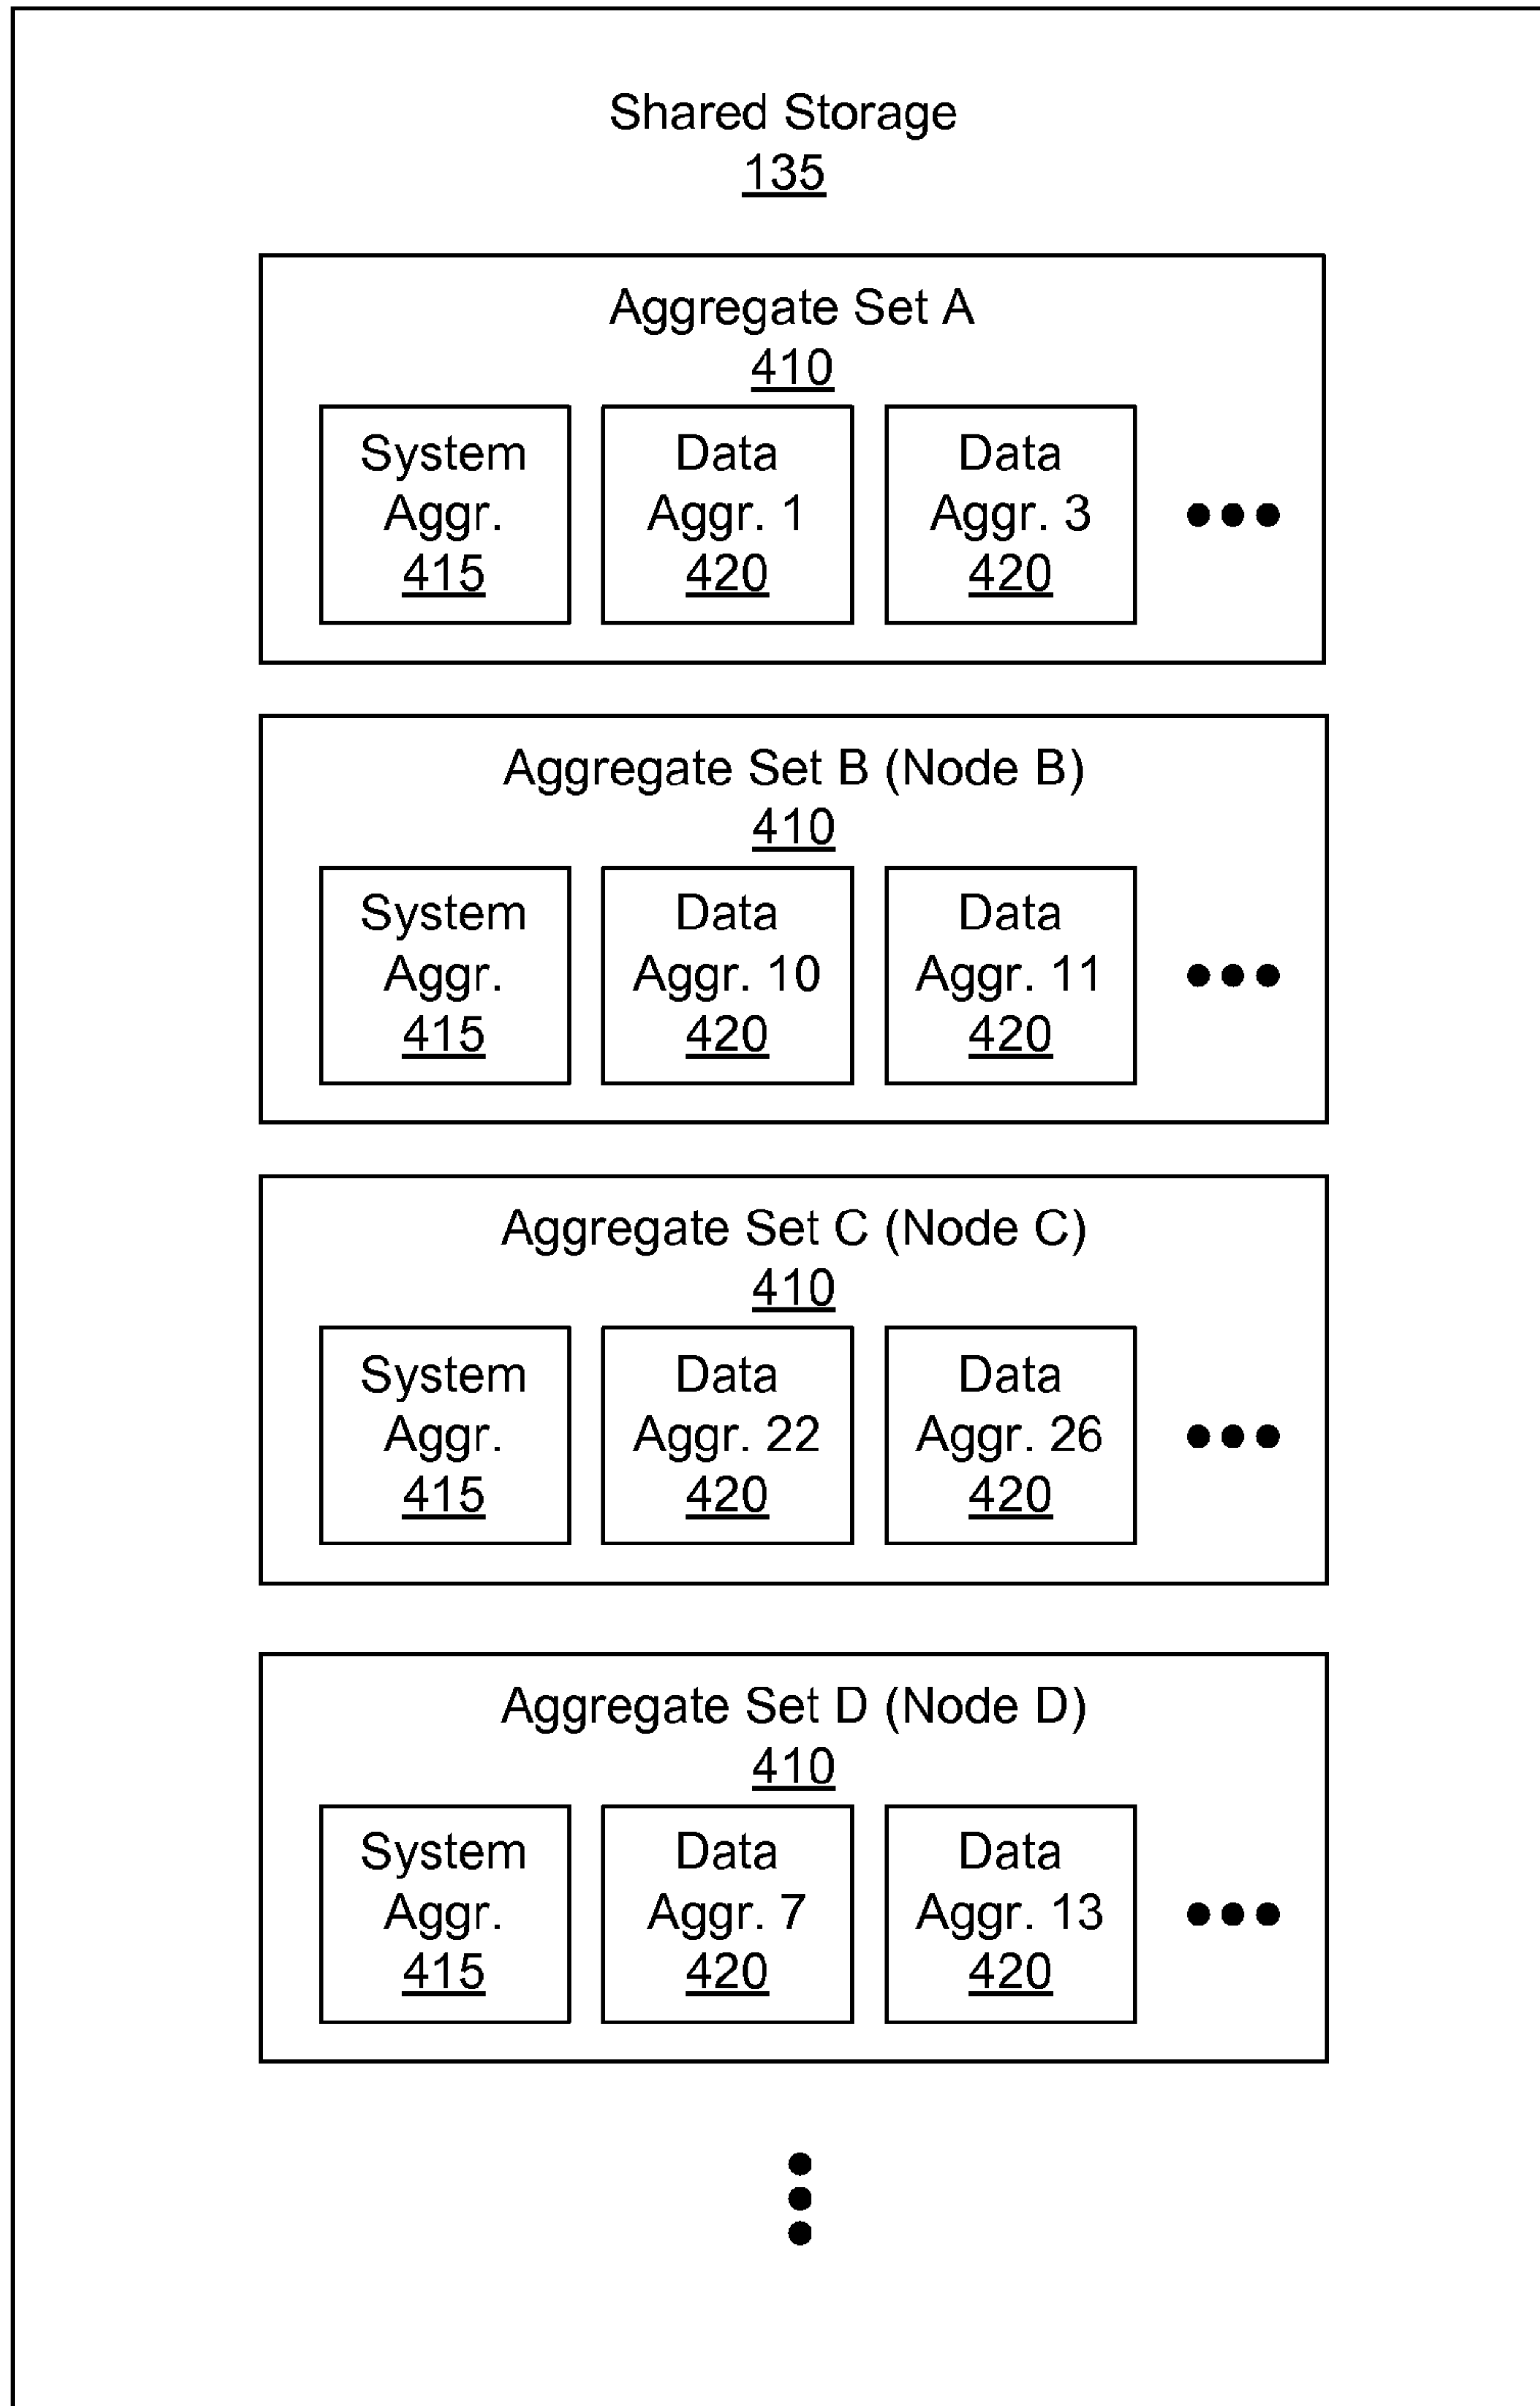 Shared Storage
135
Aggregate Set A
410
System
Aggr.
415
Data
Aggr. 1
420
Data
Aggr. 3
420
Aggregate Set B (Node B)
410
System
Aggr.
415
Data
Aggr. 10
420
Data
Aggr. 11
420
Aggregate Set C (Node C)
410
System
Aggr.
415
Data
Aggr. 22
420
Data
Aggr. 26
420
Aggregate Set D (Node D)
410
System
Aggr.
415
Data
Aggr. 7
420
Data
Aggr. 13
420